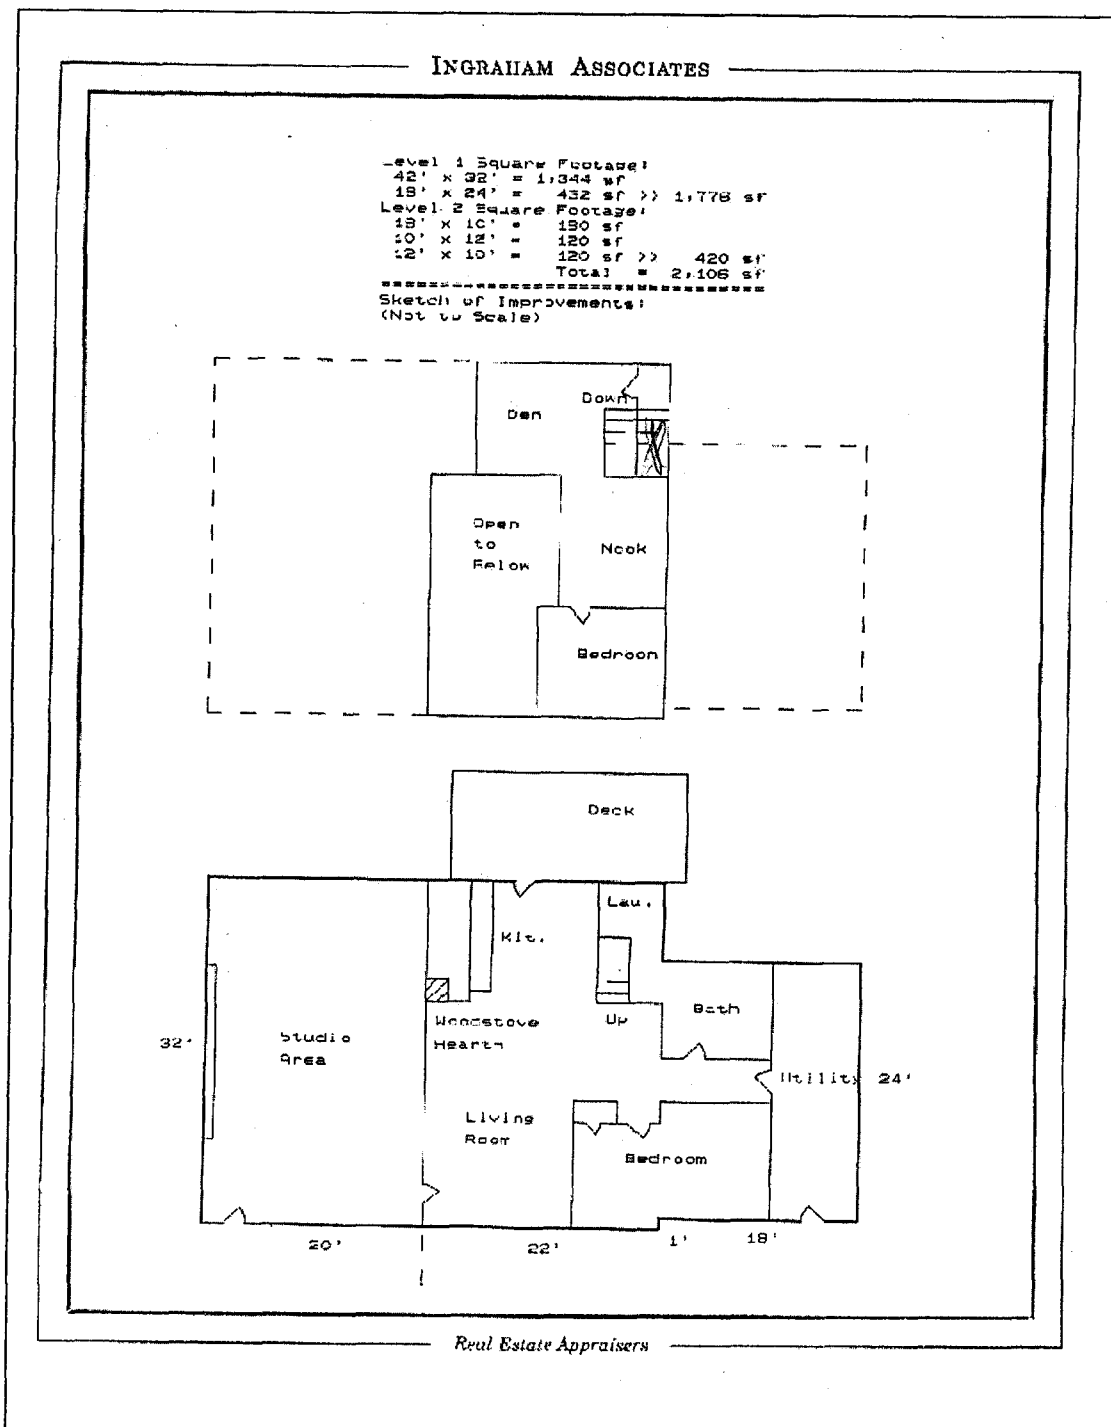 INGRAHAM ASSOCIATES
Level 1 Square Footage:
42' x 32' = 1,344 sf
18' x 24' = 432 sf >> 1,776 sf
Level 2 Square Footage:
18' x 10' = 180 sf
10' x 12' = 120 sf
12' x 10' = 120 sf >> 420 sf
Total = 2,106 sf
====================================
Sketch of Improvements:
(Not to Scale)
Down
Den
Open
to
Below
Nook
Bedroom
Deck
Lau.
Kit.
Bath
Woodstove
Hearth
Up
32'
Studio
Area
Utility 24'
Living
Room
Bedroom
20'
22'
1'
18'
Real Estate Appraisers